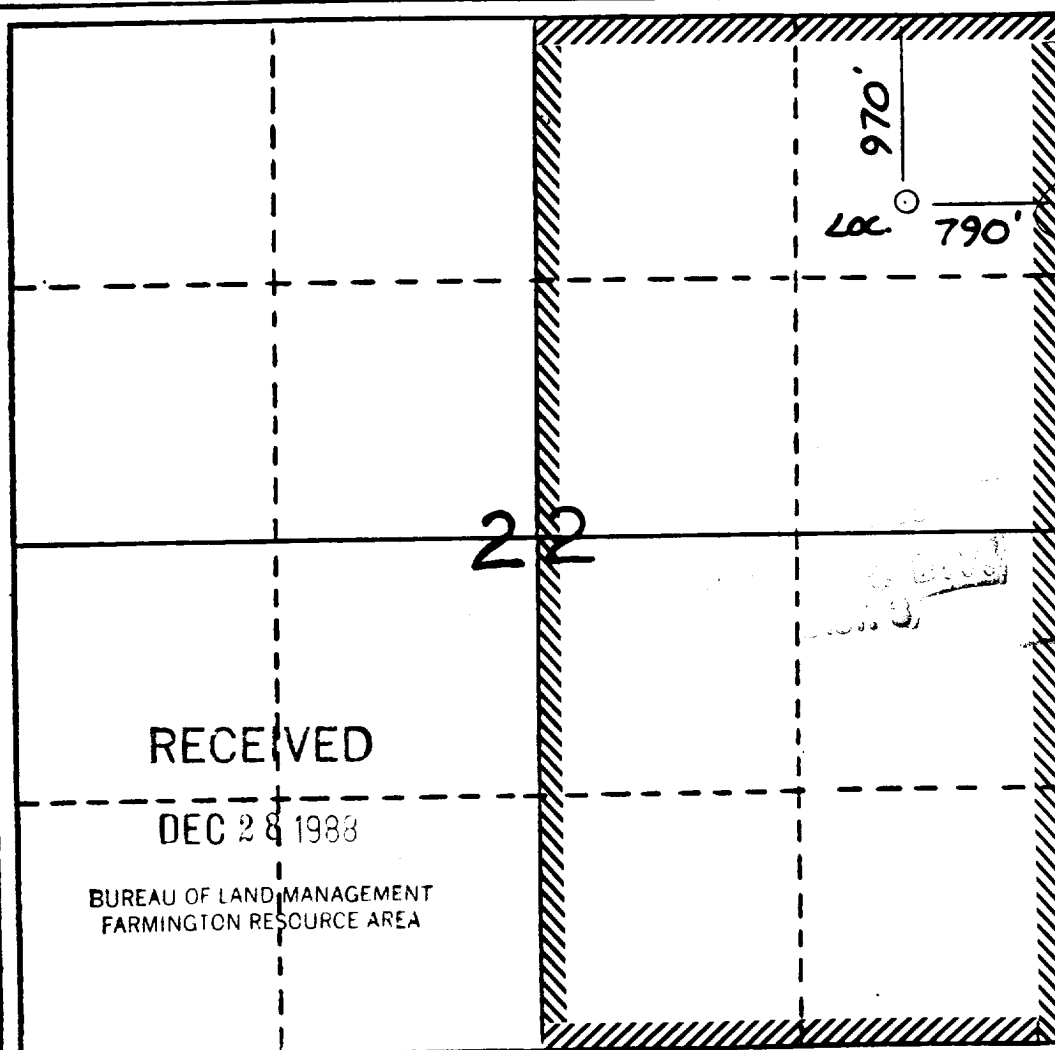 970'
LOC. 790'
22
RECEIVED
DEC 28 1988
BUREAU OF LAND MANAGEMENT
FARMINGTON RESOURCE AREA